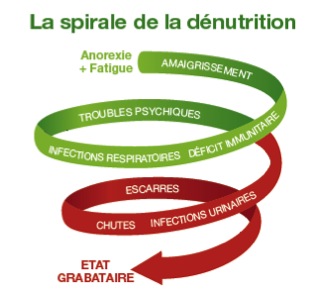 La spirale de la dénutrition
Anorexie
+ Fatigue
AMAIGRISSEMENT
TROUBLES PSYCHIQUES
INFECTIONS RESPIRATOIRES DÉFICIT IMMUNITAIRE
ESCARRES
CHUTES INFECTIONS URINAIRES
ETAT
GRABATAIRE